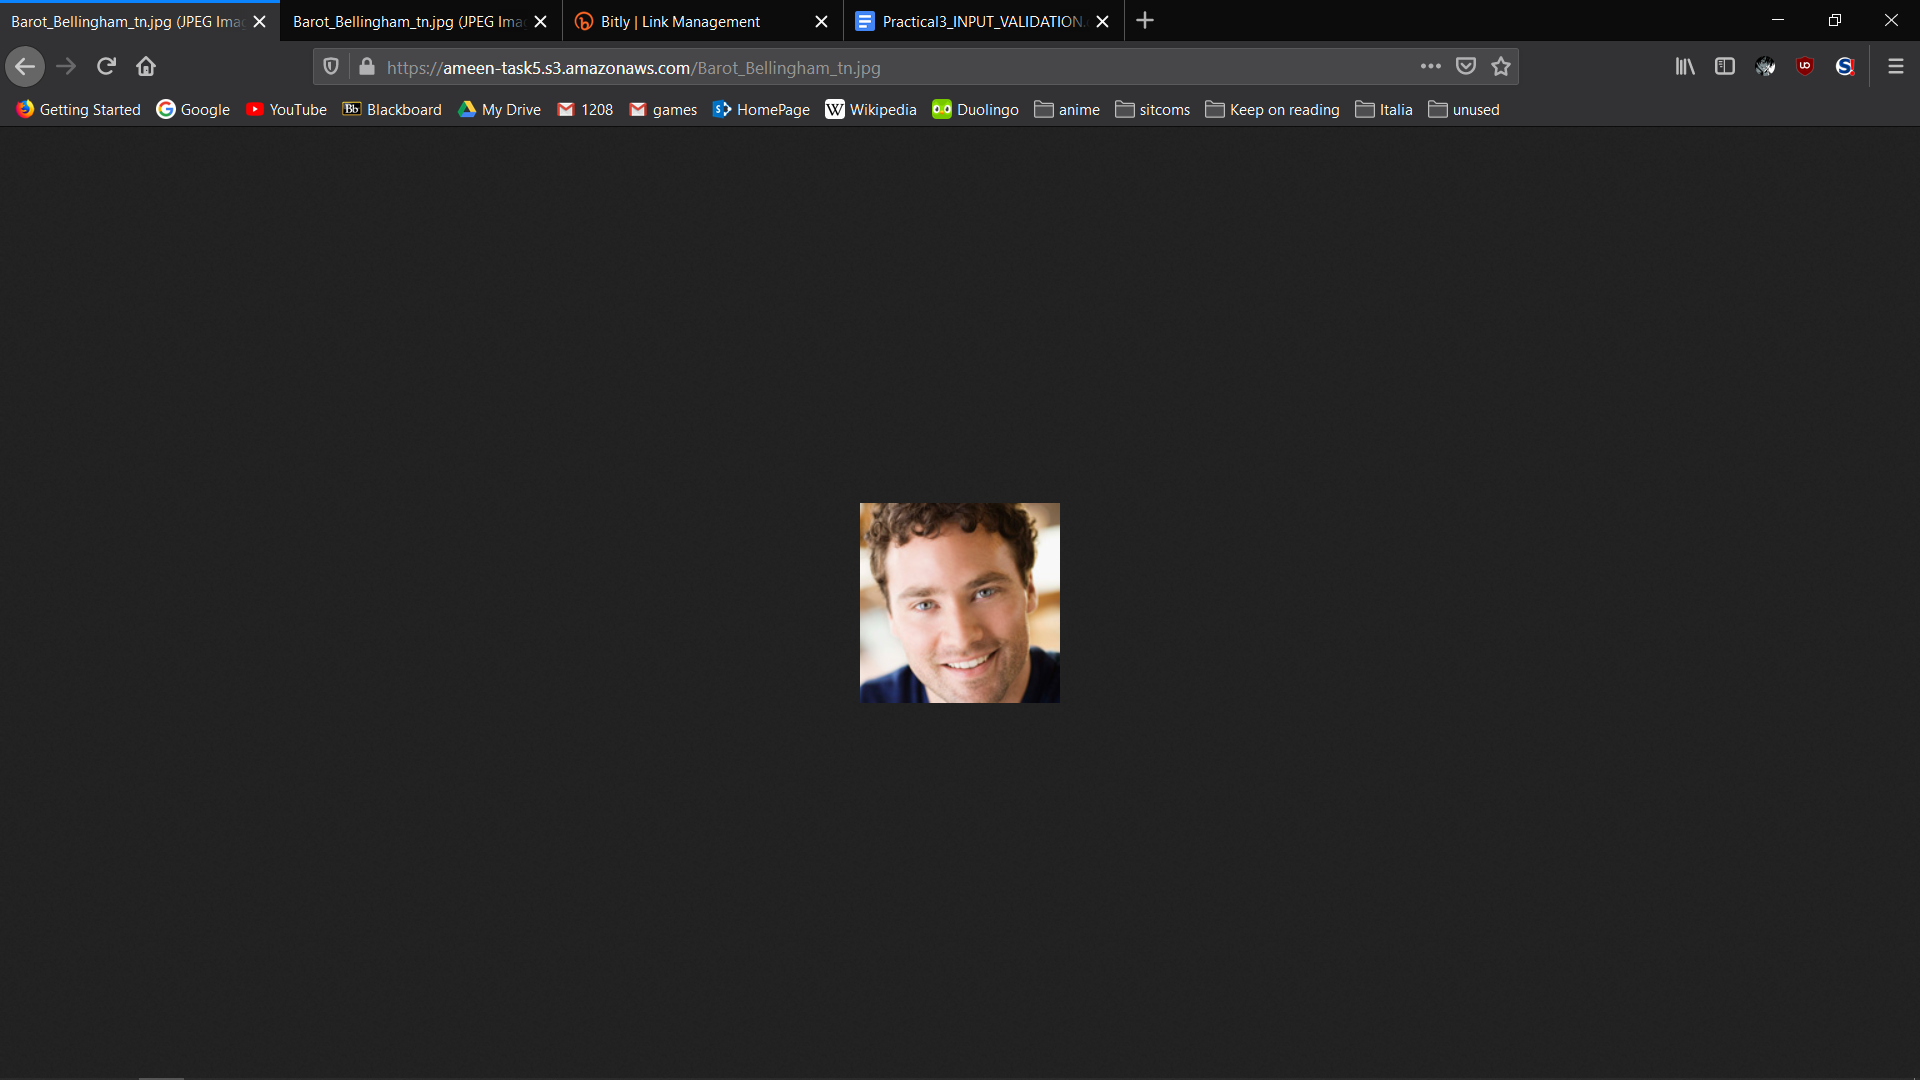 Barot_Bellingham_tn.jpg (JPEG Imag
Barot_Bellingham_tn.jpg (JPEG Imag
Bitly | Link Management
Practical3_INPUT_VALIDATION.
https://ameen-task5.s3.amazonaws.com/Barot_Bellingham_tn.jpg
Getting Started
Google
YouTube
Bb Blackboard
My Drive
1208
games
HomePage
W Wikipedia
Duolingo
anime
sitcoms
Keep on reading
Italia
unused